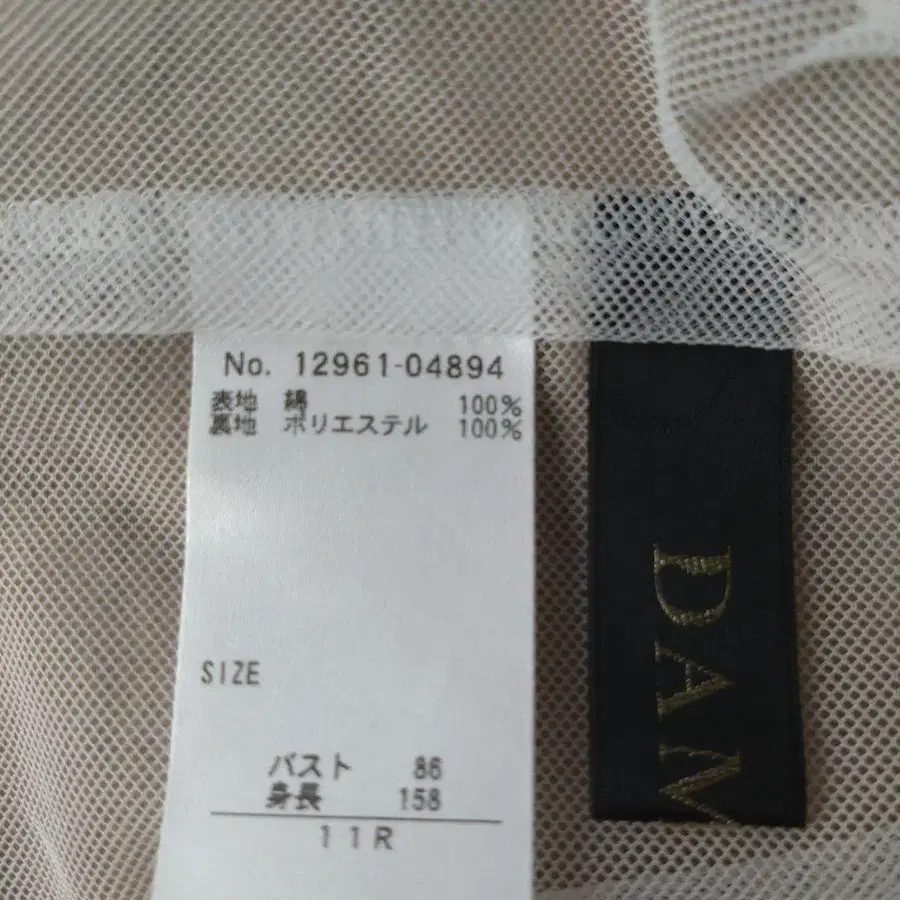 No. 12961-04894
表地 綿 100%
裏地 ポリエステル 100%
SIZE
バスト 86
身長 158
11R
DAM